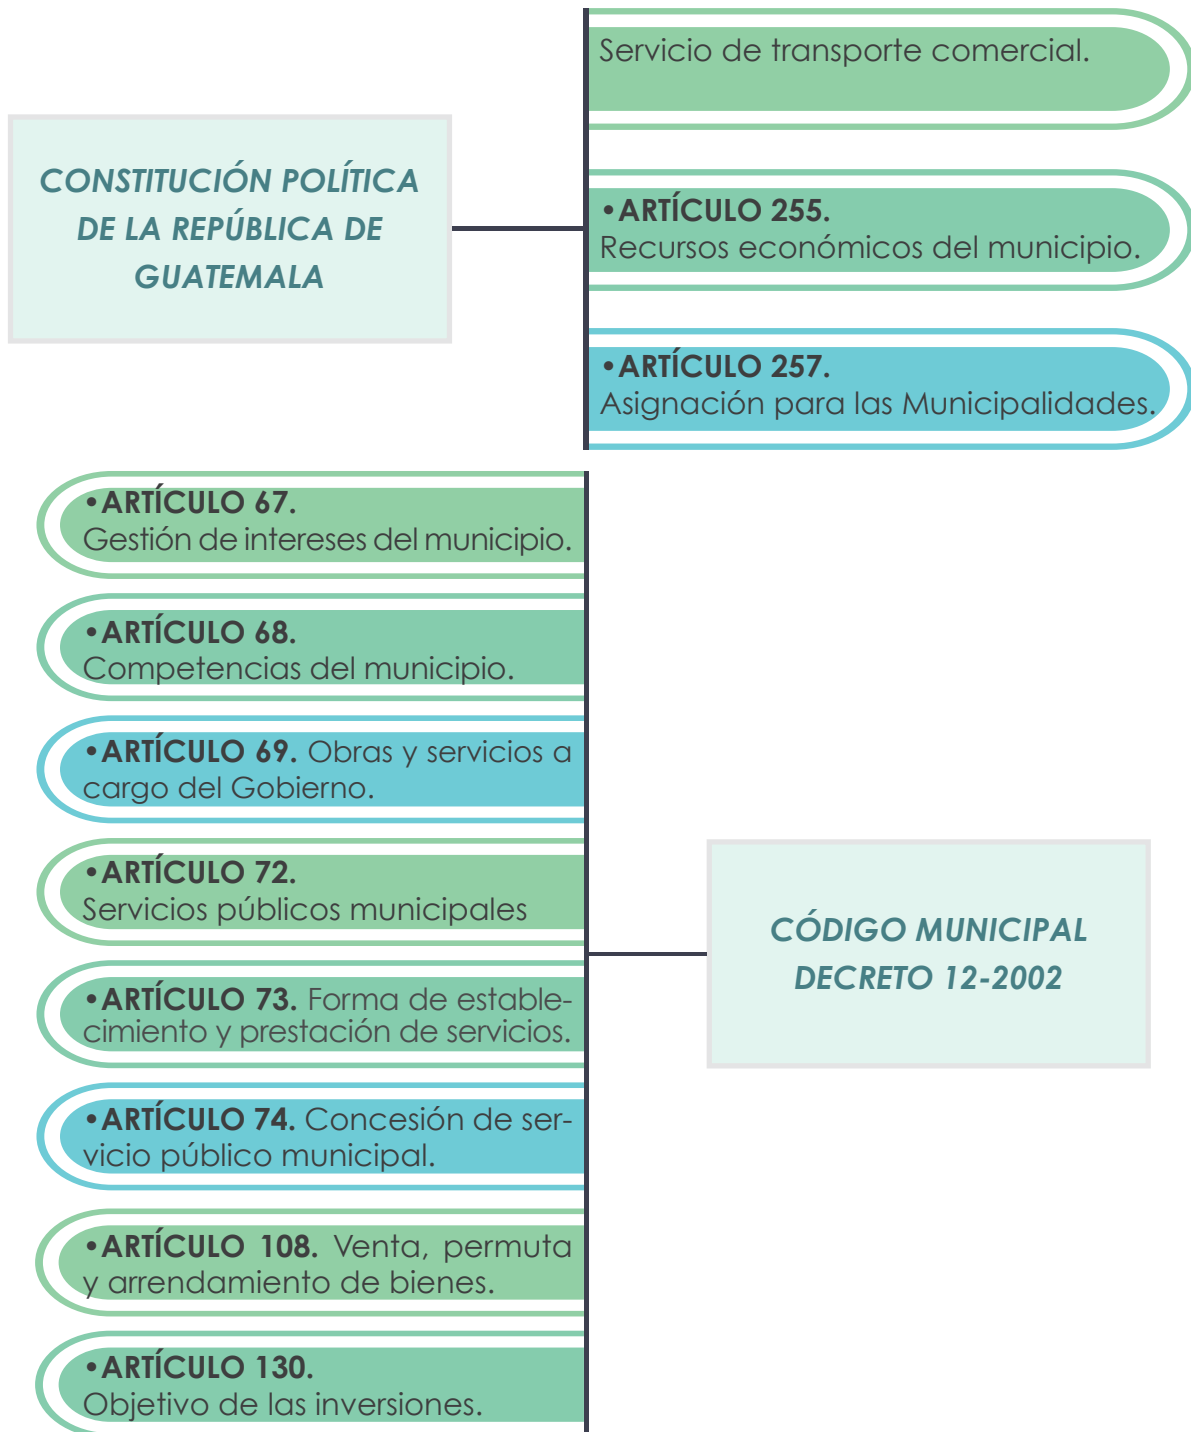 Servicio de transporte comercial.
CONSTITUCIÓN POLÍTICA
DE LA REPÚBLICA DE
GUATEMALA
•ARTÍCULO 255.
Recursos económicos del municipio.
•ARTÍCULO 257.
Asignación para las Municipalidades.
•ARTÍCULO 67.
Gestión de intereses del municipio.
•ARTÍCULO 68.
Competencias del municipio.
•ARTÍCULO 69. Obras y servicios a
cargo del Gobierno.
•ARTÍCULO 72.
Servicios públicos municipales
•ARTÍCULO 73. Forma de estable-
cimiento y prestación de servicios.
•ARTÍCULO 74. Concesión de ser-
vicio público municipal.
•ARTÍCULO 108. Venta, permuta
y arrendamiento de bienes.
•ARTÍCULO 130.
Objetivo de las inversiones.
CÓDIGO MUNICIPAL
DECRETO 12-2002